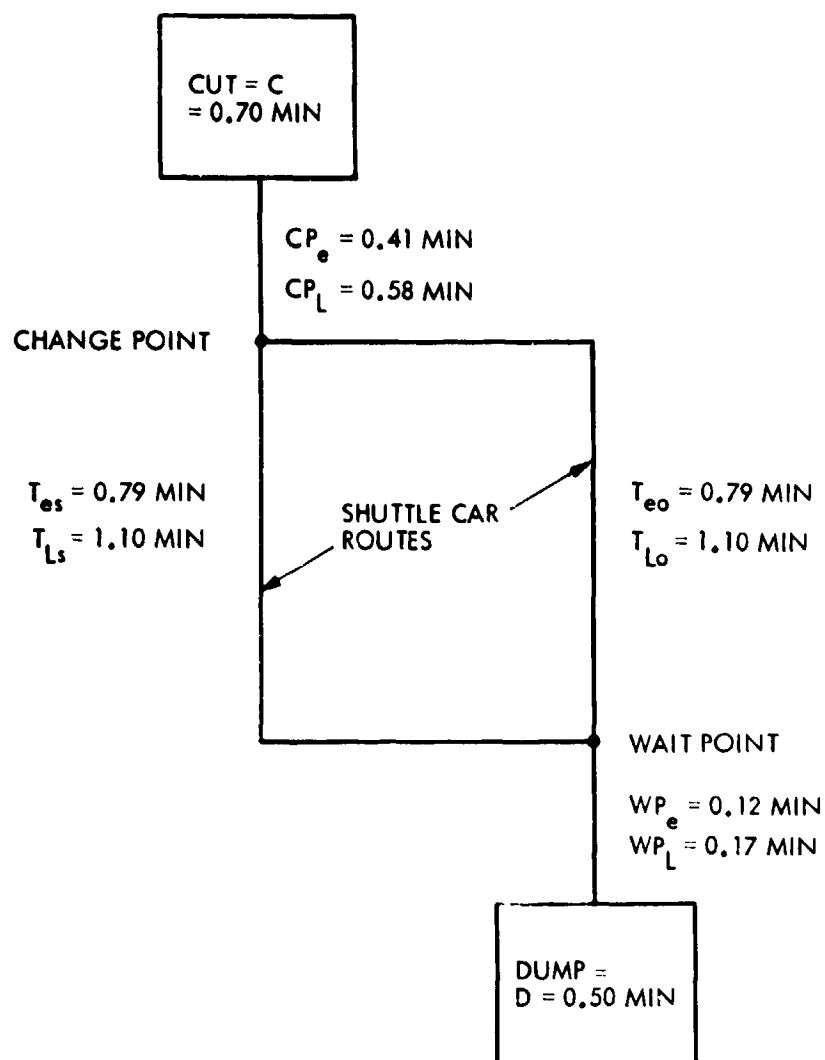 CUT = C
= 0.70 MIN
CP_e = 0.41 MIN
CP_L = 0.58 MIN
CHANGE POINT
T_es = 0.79 MIN
T_Ls = 1.10 MIN
SHUTTLE CAR
ROUTES
T_eo = 0.79 MIN
T_Lo = 1.10 MIN
WAIT POINT
WP_e = 0.12 MIN
WP_L = 0.17 MIN
DUMP =
D = 0.50 MIN